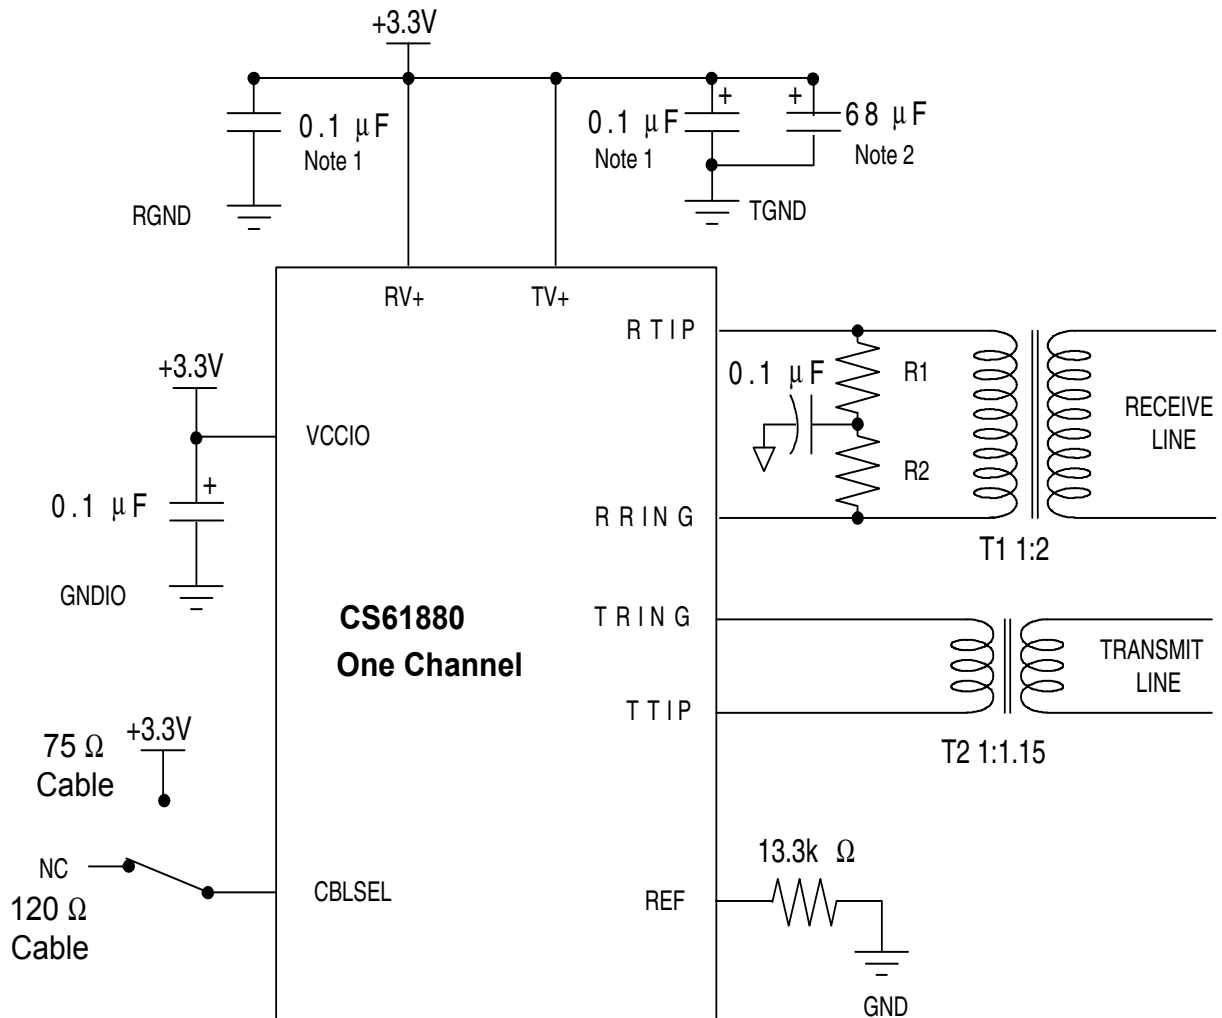 +3.3V
0.1 μF
Note 1
0.1 μF
Note 1
+
+
68 μF
Note 2
RGND
TGND
RV+
TV+
RTIP
+3.3V
VCCIO
0.1 μF
R1
RECEIVE
LINE
R2
+
0.1 μF
RRING
T1 1:2
GNDIO
CS61880
One Channel
TRING
TRANSMIT
LINE
TTIP
T2 1:1.15
75 Ω
Cable
+3.3V
NC
120 Ω
Cable
CBLSEL
REF
13.3k Ω
GND